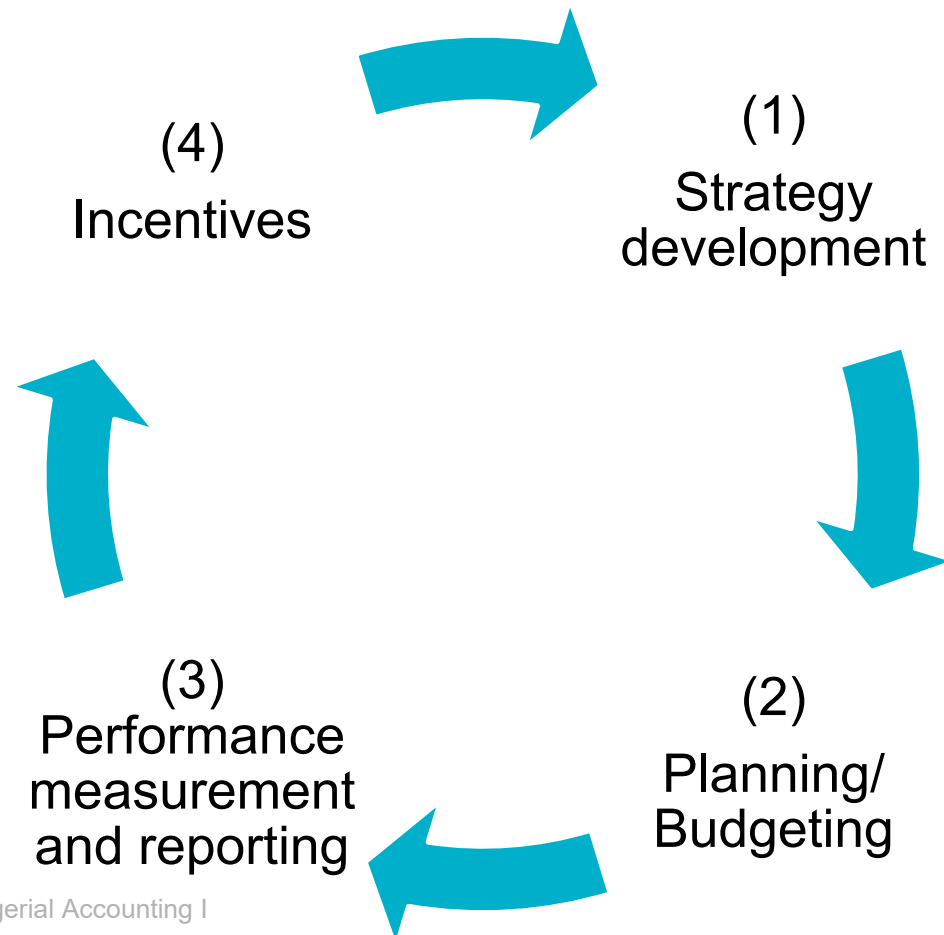 (1)
Strategy
development
(2)
Planning/
Budgeting
(3)
Performance
measurement
and reporting
(4)
Incentives
gerial Accounting I